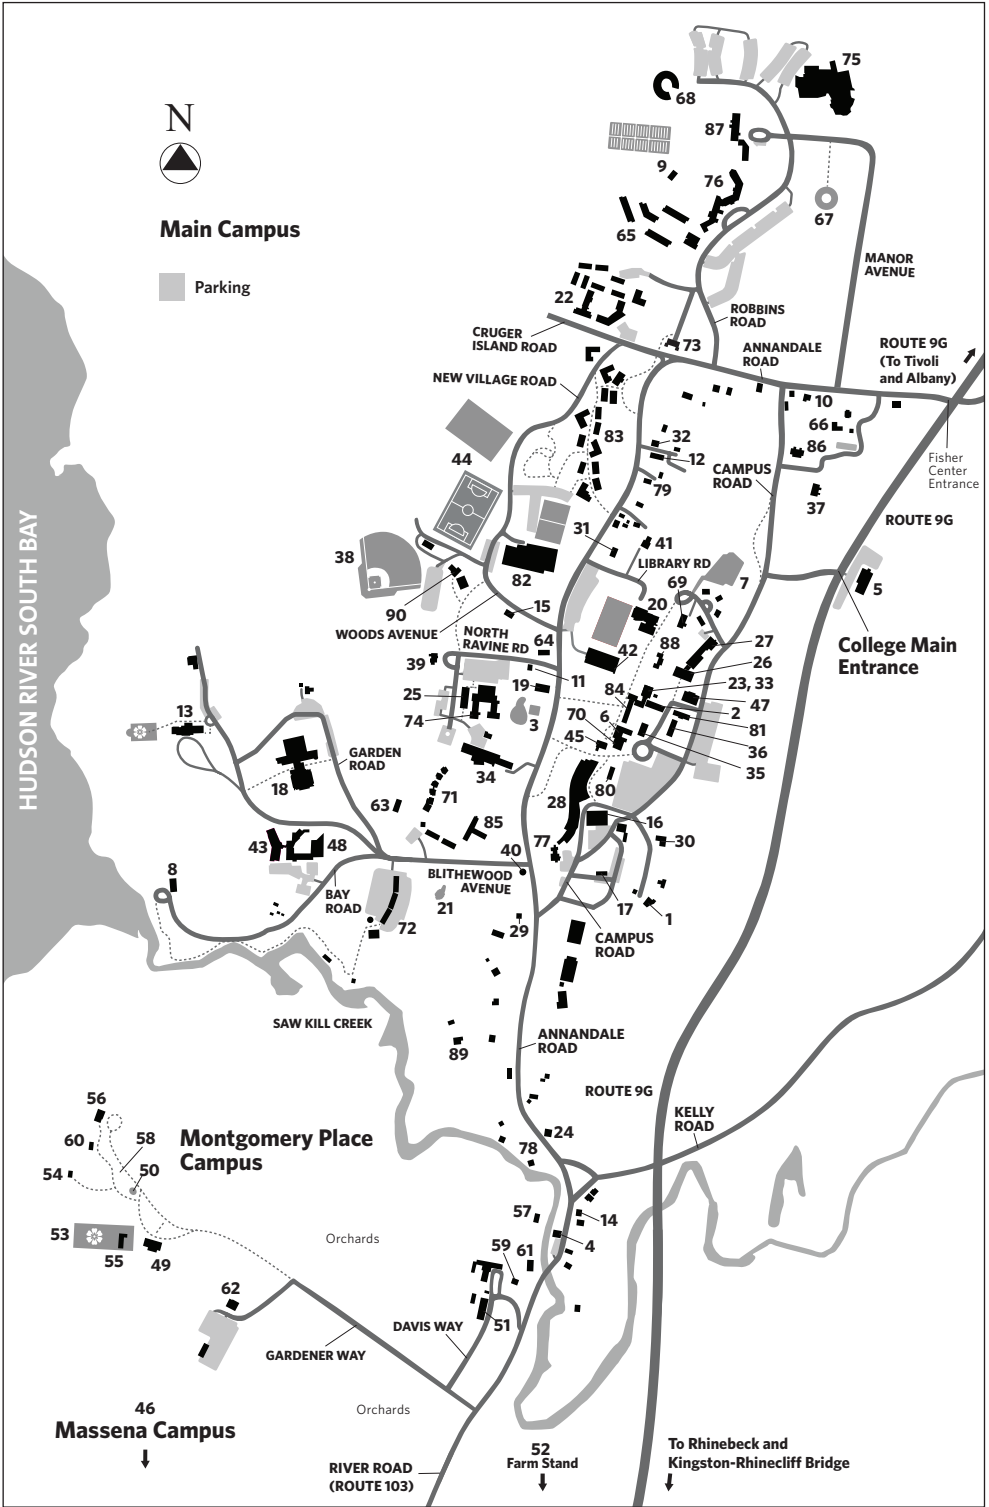 75
68
N
87
9
76
67
Main Campus
65
MANOR
AVENUE
Parking
22
ROBBINS
ROAD
CRUGER
ISLAND ROAD
73
ANNANDALE
ROAD
ROUTE 9G
(To Tivoli
and Albany)
NEW VILLAGE ROAD
10
66
83
32
86
44
12
Fisher
Center
Entrance
CAMPUS
ROAD
79
37
ROUTE 9G
31
41
38
LIBRARY RD
82
69
7
5
HUDSON RIVER SOUTH BAY
90
15
20
WOODS AVENUE
NORTH
RAVINE RD
64
88
27
College Main
Entrance
39
42
26
11
19
23, 33
25
84
47
13
74
3
70
6
2
81
45
36
GARDEN
ROAD
34
35
18
28
80
63
71
85
16
43
48
77
30
40
8
BLITHEWOOD
AVENUE
BAY
ROAD
21
17
1
72
29
CAMPUS
ROAD
SAW KILL CREEK
ANNANDALE
ROAD
89
ROUTE 9G
56
KELLY
ROAD
60
58
Montgomery Place
Campus
24
54
50
78
57
14
53
Orchards
4
55
49
59
61
62
51
DAVIS WAY
GARDENER WAY
46
Massena Campus
Orchards
52
Farm Stand
To Rhinebeck and
Kingston-Rhinecliff Bridge
RIVER ROAD
(ROUTE 103)